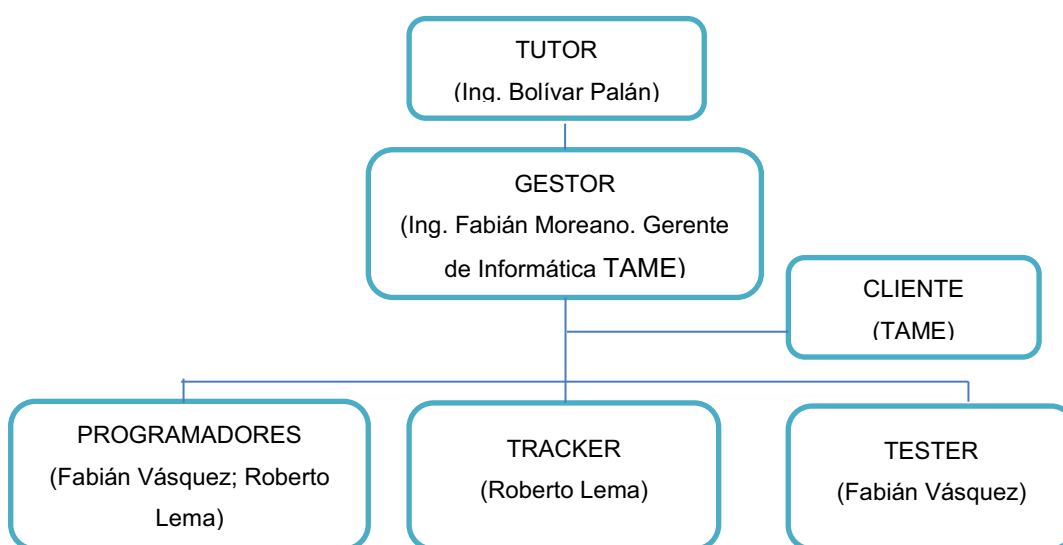 TUTOR
(Ing. Bolívar Palán)
GESTOR
(Ing. Fabián Moreano. Gerente
de Informática TAME)
CLIENTE
(TAME)
PROGRAMADORES
(Fabián Vásquez; Roberto
Lema)
TRACKER
(Roberto Lema)
TESTER
(Fabián Vásquez)